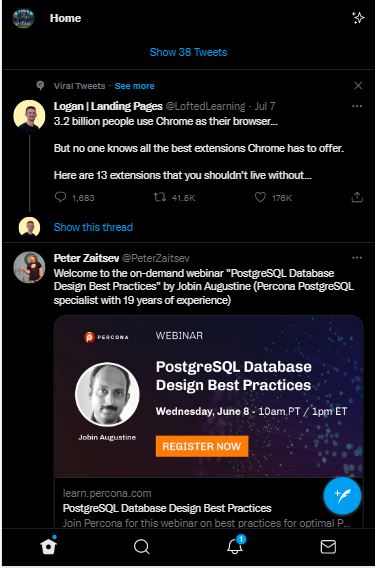 Home
Show 38 Tweets
Viral Tweets · See more
Logan | Landing Pages @LoftedLearning · Jul 7
3.2 billion people use Chrome as their browser...
But no one knows all the best extensions Chrome has to offer.
Here are 13 extensions that you shouldn't live without...
1,683 41.5K 176K
Show this thread
Peter Zaitsev @PeterZaitsev
Welcome to the on-demand webinar "PostgreSQL Database
Design Best Practices" by Jobin Augustine (Percona PostgreSQL
specialist with 19 years of experience)
PERCONA WEBINAR
PostgreSQL Database
Design Best Practices
Wednesday, June 8 - 10am PT / 1pm ET
Jobin Augustine
REGISTER NOW
learn.percona.com
PostgreSQL Database Design Best Practices
Join Percona for this webinar on best practices for optimal P...
1